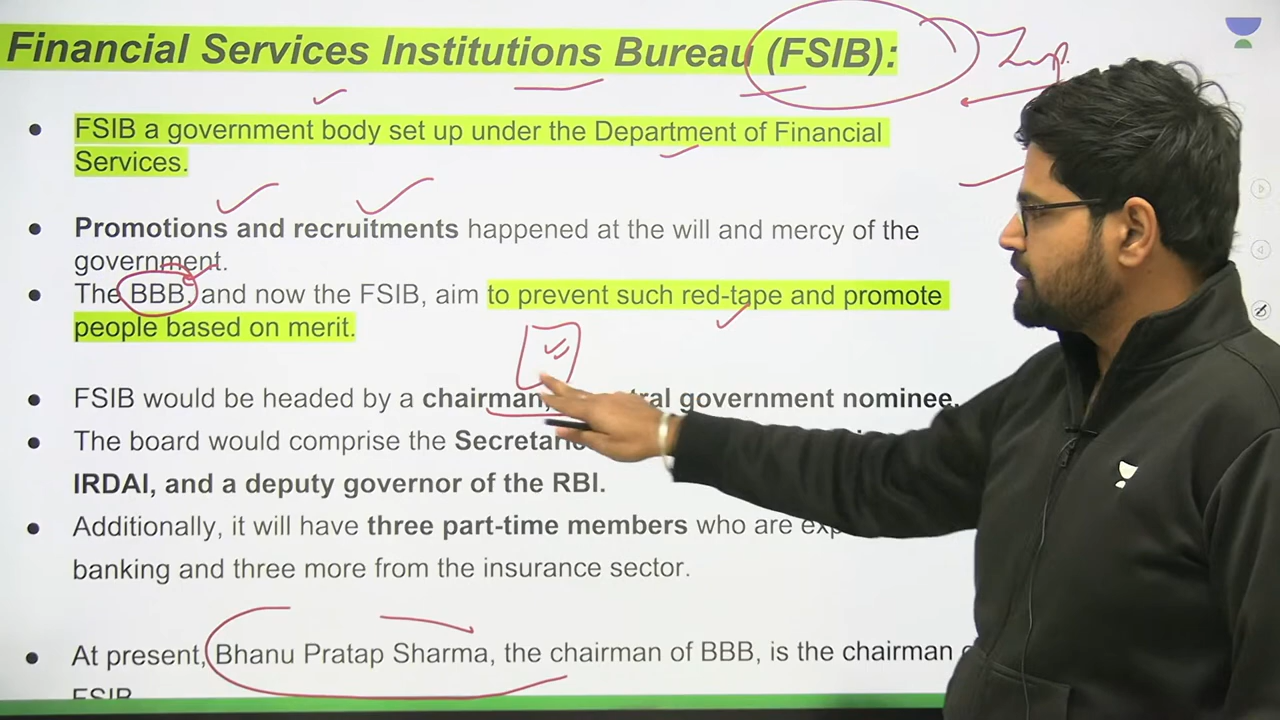 Financial Services Institutions Bureau (FSIB):
Imp.
● FSIB a government body set up under the Department of Financial
Services.
● Promotions and recruitments happened at the will and mercy of the
government.
● The BBB, and now the FSIB, aim to prevent such red-tape and promote
people based on merit.
● FSIB would be headed by a chairman, government nominee.
● The board would comprise the
IRDAI, and a deputy governor of the RBI.
● Additionally, it will have three part-time members who are
banking and three more from the insurance sector.
● At present, Bhanu Pratap Sharma, the chairman of BBB, is the chairman
FSIB